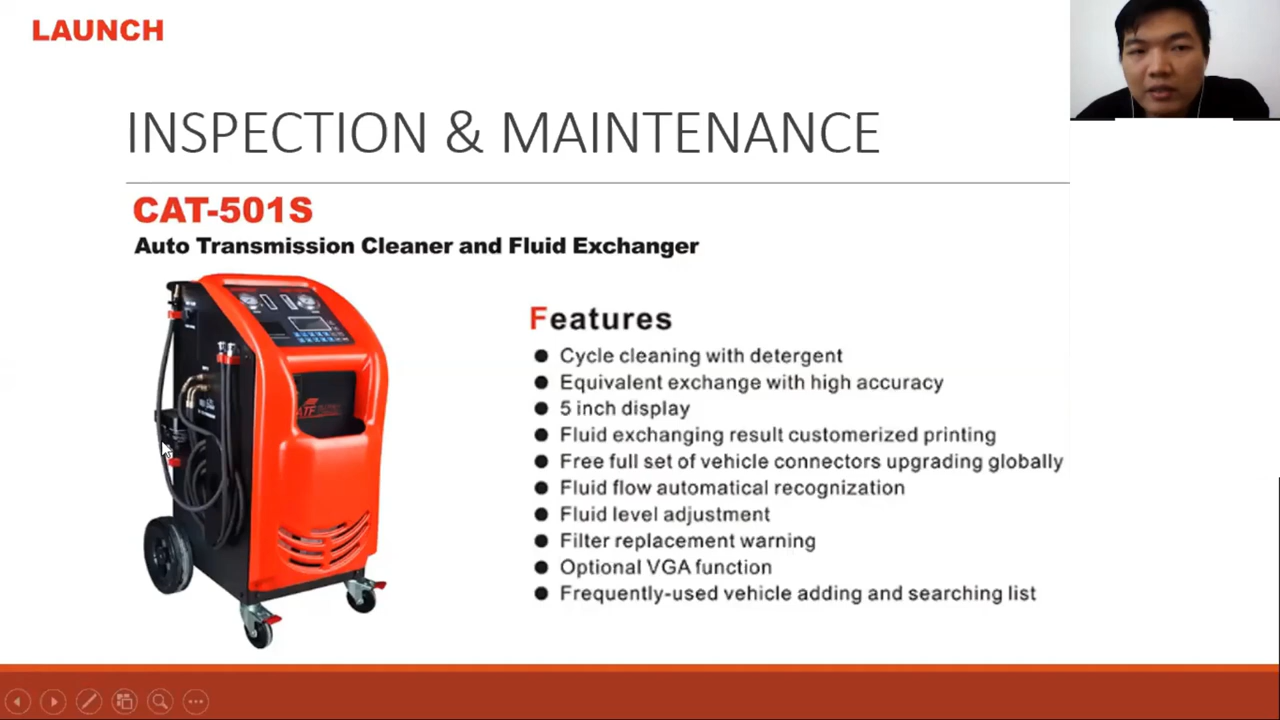 LAUNCH
INSPECTION & MAINTENANCE
CAT-501S
Auto Transmission Cleaner and Fluid Exchanger
ATF
Features
● Cycle cleaning with detergent
● Equivalent exchange with high accuracy
● 5 inch display
● Fluid exchanging result customerized printing
● Free full set of vehicle connectors upgrading globally
● Fluid flow automatical recognization
● Fluid level adjustment
● Filter replacement warning
● Optional VGA function
● Frequently-used vehicle adding and searching list